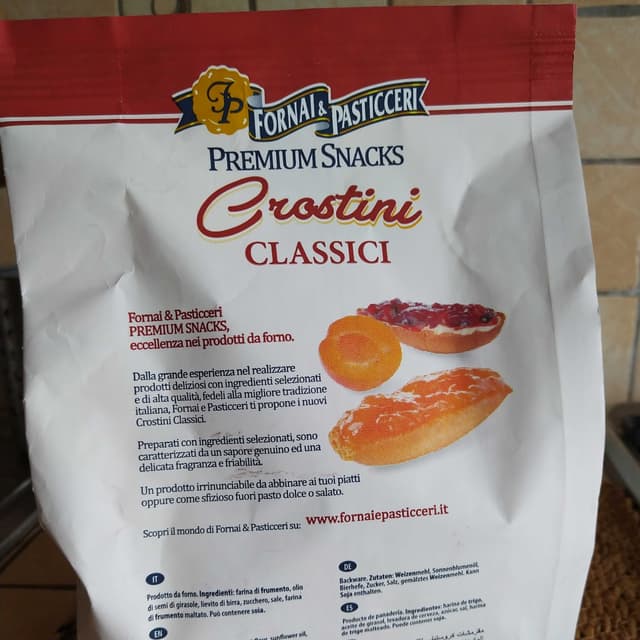 FP
FORNAI & PASTICCERI
PREMIUM SNACKS
Crostini
CLASSICI
Fornai & Pasticceri
PREMIUM SNACKS,
eccellenza nei prodotti da forno.
Dalla grande esperienza nel realizzare
prodotti deliziosi con ingredienti selezionati
e di alta qualità, fedeli alla migliore tradizione
italiana, Fornai e Pasticceri ti propone i nuovi
Crostini Classici.
Preparati con ingredienti selezionati, sono
caratterizzati da un sapore genuino ed una
delicata fragranza e friabilità.
Un prodotto irrinunciabile da abbinare ai tuoi piatti
oppure come sfizioso fuori pasto dolce o salato.
Scopri il mondo di Fornai & Pasticceri su: www.fornaiepasticceri.it
IT
Prodotto da forno. Ingredienti: farina di frumento, olio
di semi di girasole, lievito di birra, zucchero, sale, farina
di frumento maltato. Può contenere soia.
EN
sunflower oil,
DE
Backware. Zutaten: Weizenmehl, Sonnenblumenöl,
Bierhefe, Zucker, Salz, gemälztes Weizenmehl. Kann
Soja enthalten.
ES
Producto de panadería. Ingredientes: harina de trigo,
aceite de girasol, levadura de cerveza, azúcar, sal, harina
de trigo malteado. Puede contener soja.